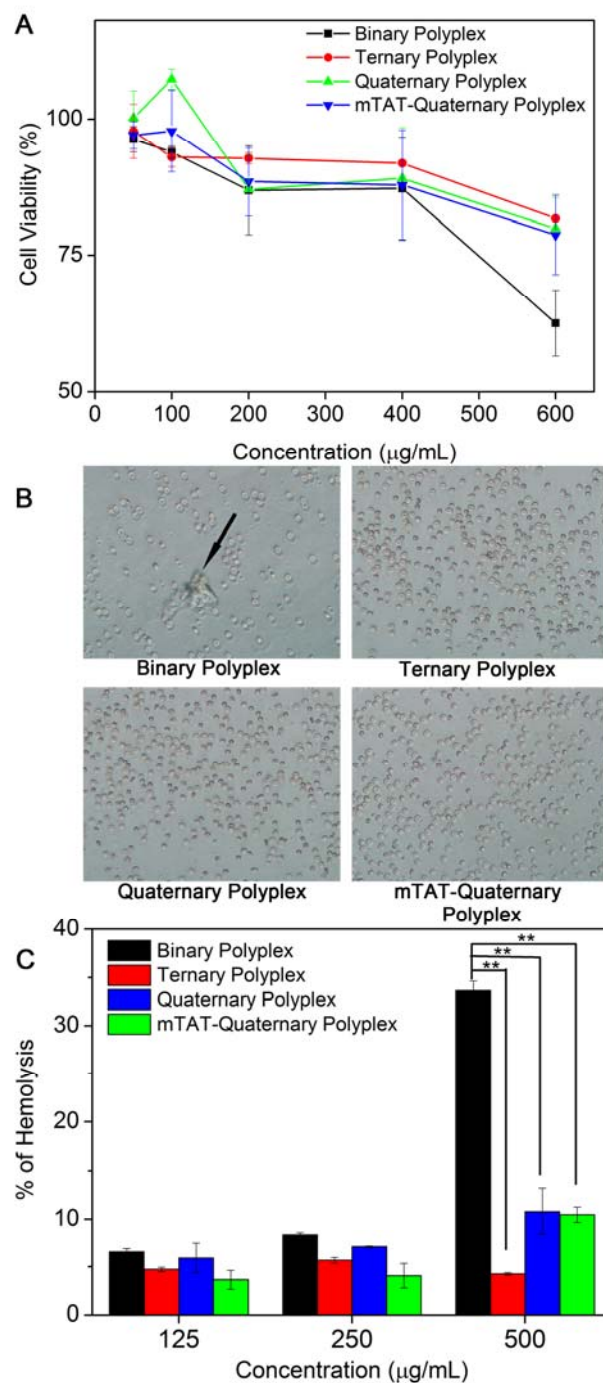 A
Binary Polyplex
Ternary Polyplex
Quaternary Polyplex
mTAT-Quaternary Polyplex
Cell Viability (%)
100
75
50
0 100 200 300 400 500 600
Concentration (µg/mL)
B
Binary Polyplex
Ternary Polyplex
Quaternary Polyplex
mTAT-Quaternary
Polyplex
C
Binary Polyplex
Ternary Polyplex
Quaternary Polyplex
mTAT-Quaternary Polyplex
**
**
**
% of Hemolysis
40
30
20
10
0
125 250 500
Concentration (µg/mL)